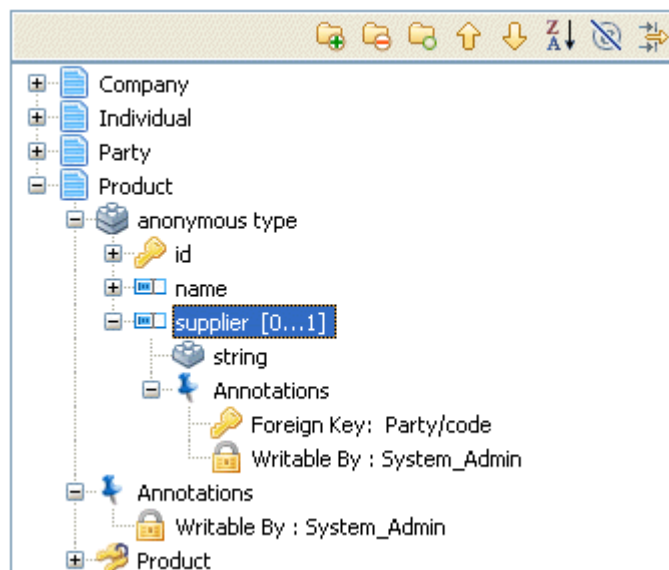 Z
A
Company
Individual
Party
Product
anonymous type
id
name
supplier [0...1]
string
Annotations
Foreign Key: Party/code
Writable By : System_Admin
Annotations
Writable By : System_Admin
Product